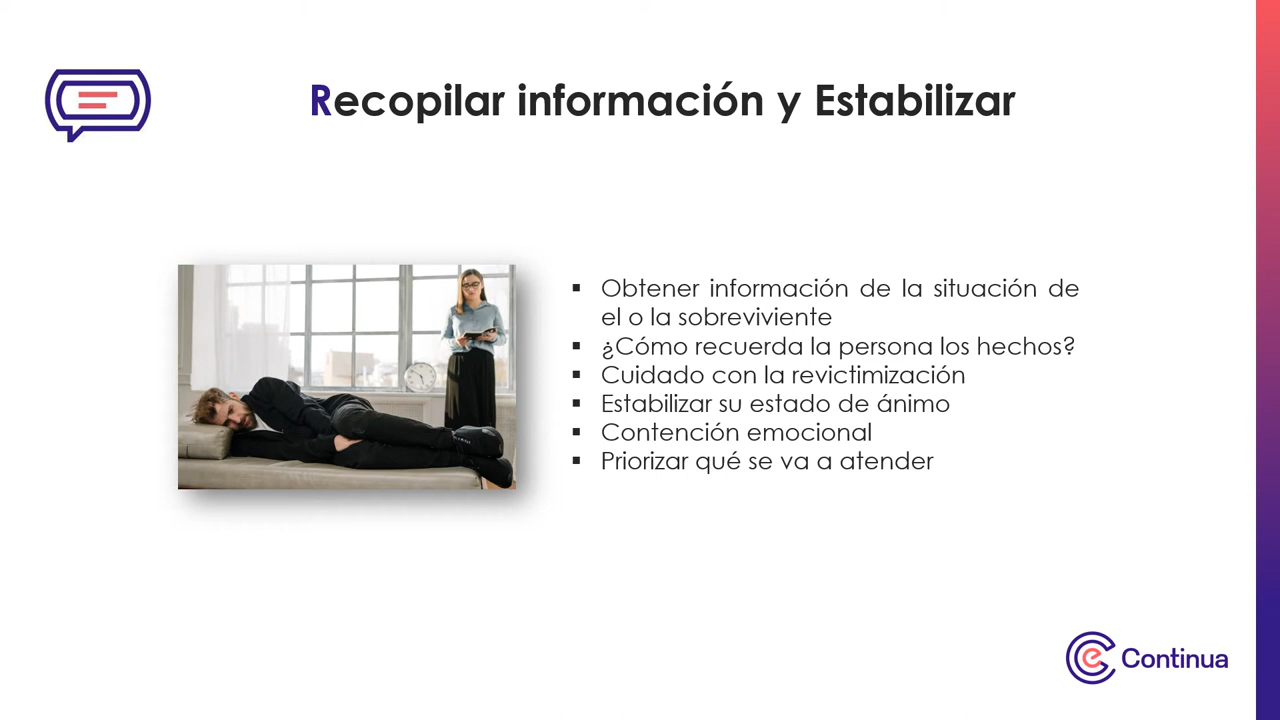 Recopilar información y Estabilizar
▪ Obtener información de la situación de
el o la sobreviviente
▪ ¿Cómo recuerda la persona los hechos?
▪ Cuidado con la revictimización
▪ Estabilizar su estado de ánimo
▪ Contención emocional
▪ Priorizar qué se va a atender
e Continua